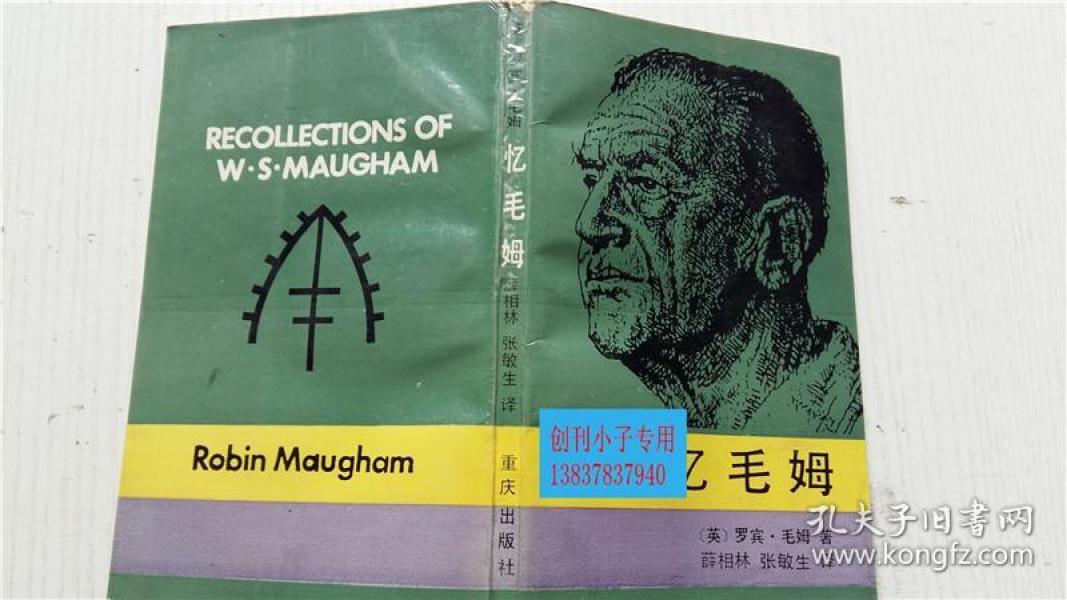 RECOLLECTIONS OF
W·S·MAUGHAM
Robin Maugham
毛姆
忆毛姆
薛相林 张敏生 译
重庆出版社
创刊小子专用
13837837940
忆毛姆
〔英〕罗宾·毛姆 著
薛相林 张敏生 译
孔夫子旧书网
www.kongfz.com